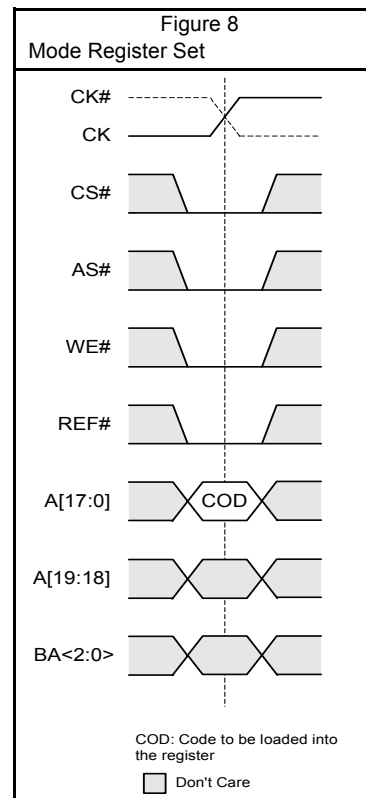 Figure 8
Mode Register Set
CK#
CK
CS#
AS#
WE#
REF#
A[17:0]
COD
A[19:18]
BA<2:0>
COD: Code to be loaded into
the register
Don't Care